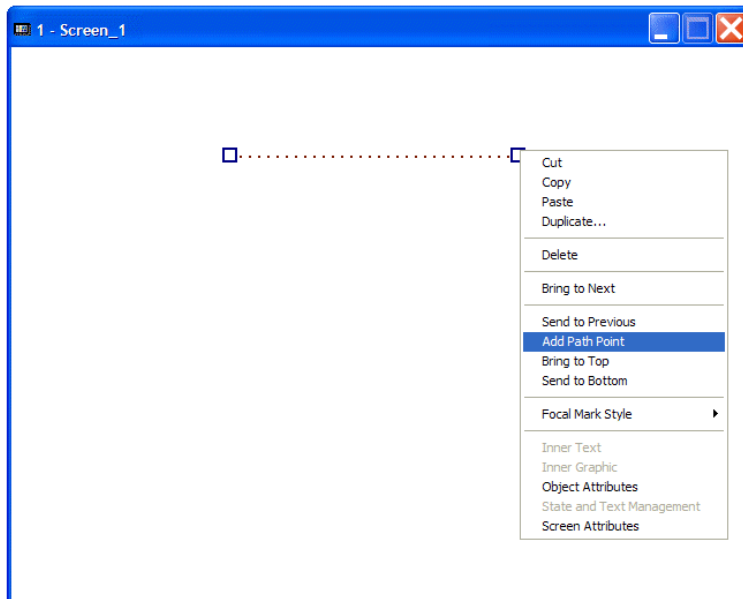 1 - Screen_1
Cut
Copy
Paste
Duplicate...
Delete
Bring to Next
Send to Previous
Add Path Point
Bring to Top
Send to Bottom
Focal Mark Style
Inner Text
Inner Graphic
Object Attributes
State and Text Management
Screen Attributes